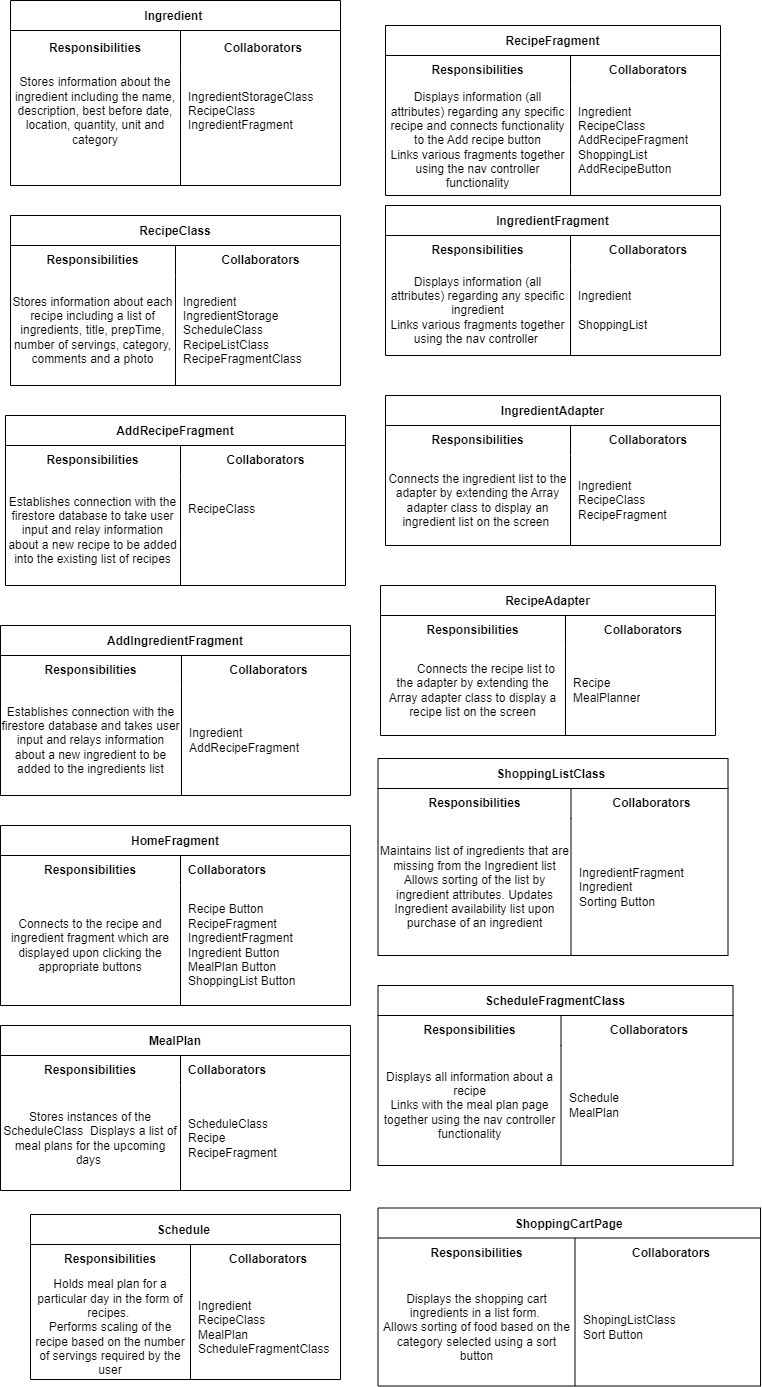 Ingredient
Responsibilities
Collaborators
Stores information about the
ingredient including the name,
description, best before date,
location, quantity, unit and
category
IngredientStorageClass
RecipeClass
IngredientFragment
RecipeClass
Responsibilities
Collaborators
Stores information about each
recipe including a list of
ingredients, title, prepTime,
number of servings, category,
comments and a photo
Ingredient
IngredientStorage
ScheduleClass
RecipeListClass
RecipeFragmentClass
AddRecipeFragment
Responsibilities
Collaborators
Establishes connection with the
firestore database to take user
input and relay information
about a new recipe to be added
into the existing list of recipes
RecipeClass
AddIngredientFragment
Responsibilities
Collaborators
Establishes connection with the
firestore database and takes user
input and relays information
about a new ingredient to be
added to the ingredients list
Ingredient
AddRecipeFragment
HomeFragment
Responsibilities
Collaborators
Connects to the recipe and
ingredient fragment which are
displayed upon clicking the
appropriate buttons
Recipe Button
RecipeFragment
IngredientFragment
Ingredient Button
MealPlan Button
ShoppingList Button
MealPlan
Responsibilities
Collaborators
Stores instances of the
ScheduleClass Displays a list of
meal plans for the upcoming
days
ScheduleClass
Recipe
RecipeFragment
Schedule
Responsibilities
Collaborators
Holds meal plan for a
particular day in the form of
recipes.
Performs scaling of the
recipe based on the number
of servings required by the
user
Ingredient
RecipeClass
MealPlan
ScheduleFragmentClass
RecipeFragment
Responsibilities
Collaborators
Displays information (all
attributes) regarding any specific
recipe and connects functionality
to the Add recipe button
Links various fragments together
using the nav controller
functionality
Ingredient
RecipeClass
AddRecipeFragment
ShoppingList
AddRecipeButton
IngredientFragment
Responsibilities
Collaborators
Displays information (all
attributes) regarding any specific
ingredient
Links various fragments together
using the nav controller
Ingredient
ShoppingList
IngredientAdapter
Responsibilities
Collaborators
Connects the ingredient list to the
adapter by extending the Array
adapter class to display an
ingredient list on the screen
Ingredient
RecipeClass
RecipeFragment
RecipeAdapter
Responsibilities
Collaborators
Connects the recipe list to
the adapter by extending the
Array adapter class to display a
recipe list on the screen
Recipe
MealPlanner
ShoppingListClass
Responsibilities
Collaborators
Maintains list of ingredients that are
missing from the Ingredient list
Allows sorting of the list by
ingredient attributes. Updates
Ingredient availability list upon
purchase of an ingredient
IngredientFragment
Ingredient
Sorting Button
ScheduleFragmentClass
Responsibilities
Collaborators
Displays all information about a
recipe
Links with the meal plan page
together using the nav controller
functionality
Schedule
MealPlan
ShoppingCartPage
Responsibilities
Collaborators
Displays the shopping cart
ingredients in a list form.
Allows sorting of food based on the
category selected using a sort
button
ShopingListClass
Sort Button